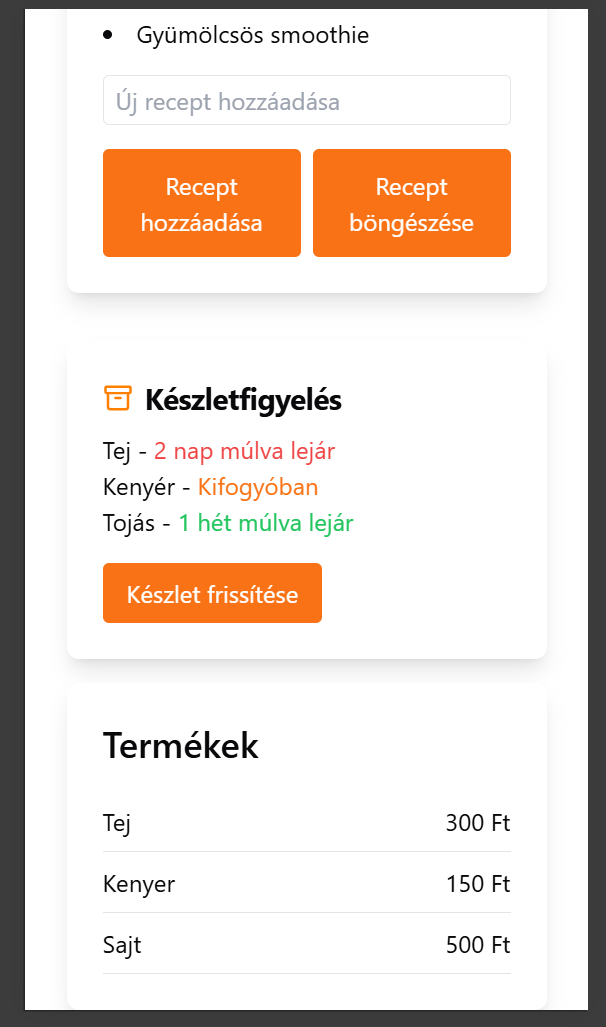 Gyümölcsös smoothie
Új recept hozzáadása
Recept
hozzáadása
Recept
böngészése
Készletfigyelés
Tej - 2 nap múlva lejár
Kenyér - Kifogyóban
Tojás - 1 hét múlva lejár
Készlet frissítése
Termékek
Tej 300 Ft
Kenyer 150 Ft
Sajt 500 Ft